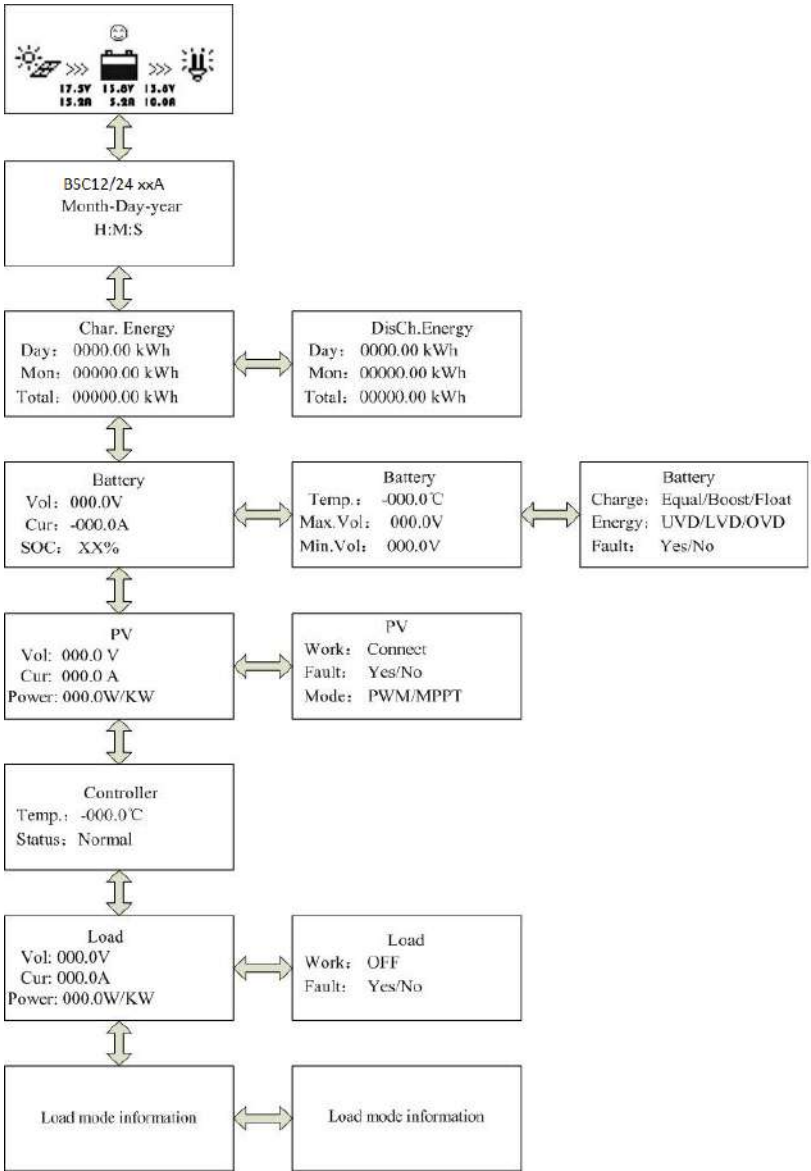 17.5V 15.8V 13.6V
15.2A 5.2A 10.0A
BSC12/24 xxA
Month-Day-year
H:M:S
Char. Energy
Day: 0000.00 kWh
Mon: 00000.00 kWh
Total: 00000.00 kWh
DisCh.Energy
Day: 0000.00 kWh
Mon: 00000.00 kWh
Total: 00000.00 kWh
Battery
Vol: 000.0V
Cur: -000.0A
SOC: XX%
Battery
Temp.: -000.0℃
Max.Vol: 000.0V
Min.Vol: 000.0V
Battery
Charge: Equal/Boost/Float
Energy: UVD/LVD/OVD
Fault: Yes/No
PV
Vol: 000.0 V
Cur: 000.0 A
Power: 000.0W/KW
PV
Work: Connect
Fault: Yes/No
Mode: PWM/MPPT
Controller
Temp.: -000.0℃
Status: Normal
Load
Vol: 000.0V
Cur: 000.0A
Power: 000.0W/KW
Load
Work: OFF
Fault: Yes/No
Load mode information
Load mode information